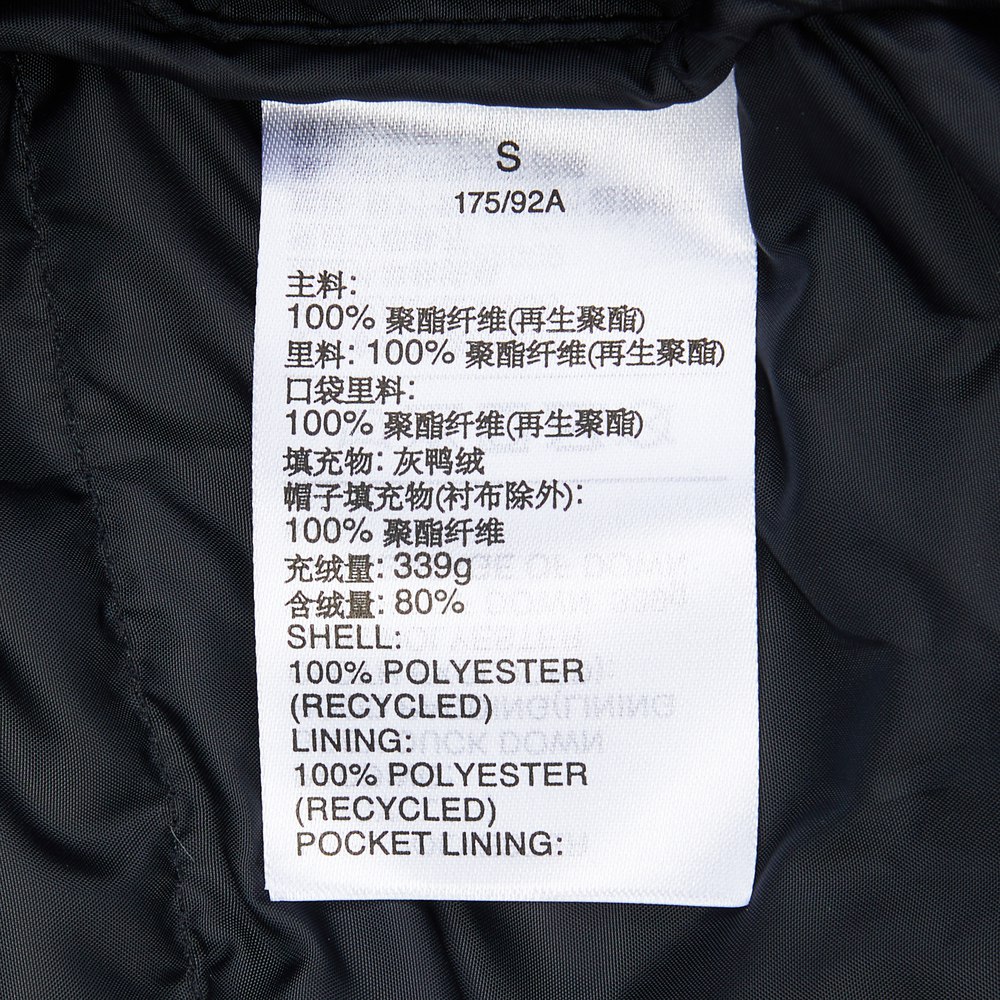 S
175/92A
主料:
100% 聚酯纤维(再生聚酯)
里料: 100% 聚酯纤维(再生聚酯)
口袋里料:
100% 聚酯纤维(再生聚酯)
填充物: 灰鸭绒
帽子填充物(衬布除外):
100% 聚酯纤维
充绒量: 339g
含绒量: 80%
SHELL:
100% POLYESTER
(RECYCLED)
LINING:
100% POLYESTER
(RECYCLED)
POCKET LINING: